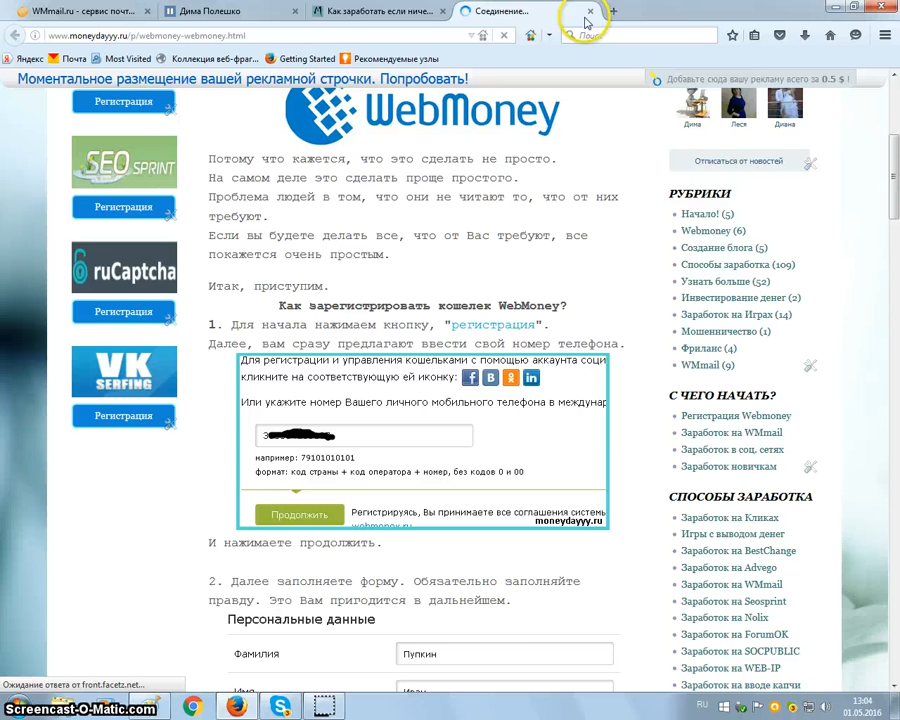 WMmail.ru - сервис почт...
Дима Полешко
Как заработать если ниче...
Соединение...
www.moneydayyy.ru/p/webmoney-webmoney.html
Поиск
Яндекс
Почта
Most Visited
Коллекция веб-фраг...
Getting Started
Рекомендуемые узлы
Моментальное размещение вашей рекламной строчки. Попробовать!
Добавьте сюда вашу рекламу всего за 0.5 $ !
Регистрация
SEO SPRINT
Регистрация
ruCaptcha
Регистрация
VK
SERFING
Регистрация
WebMoney
Потому что кажется, что это сделать не просто.
На самом деле это сделать проще простого.
Проблема людей в том, что они не читают то, что от них
требуют.
Если вы будете делать все, что от Вас требуют, все
покажется очень простым.
Итак, приступим.
Как зарегистрировать кошелек WebMoney?
1. Для начала нажимаем кнопку, "регистрация".
Далее, вам сразу предлагают ввести свой номер телефона.
Для регистрации и управления кошельками с помощью аккаунта соци
кликните на соответствующую ей иконку:
Или укажите номер Вашего личного мобильного телефона в междунар
например: 79101010101
формат: код страны + код оператора + номер, без кодов 0 и 00
Продолжить
Регистрируясь, Вы принимаете все соглашения системы
webmoney.ru
moneydayyy.ru
И нажимаете продолжить.
2. Далее заполняете форму. Обязательно заполняйте
правду. Это Вам пригодится в дальнейшем.
Персональные данные
Фамилия
Пупкин
Имя
Иван
Дима
Леся
Диана
Отписаться от новостей
РУБРИКИ
Начало! (5)
Webmoney (6)
Создание блога (5)
Способы заработка (109)
Узнать больше (52)
Инвестирование денег (2)
Заработок на Играх (14)
Мошенничество (1)
Фриланс (4)
WMmail (9)
С ЧЕГО НАЧАТЬ?
Регистрация Webmoney
Заработок на WMmail
Заработок в соц. сетях
Заработок новичкам
СПОСОБЫ ЗАРАБОТКА
Заработок на Кликах
Игры с выводом денег
Заработок на BestChange
Заработок на Advego
Заработок на WMmail
Заработок на Seosprint
Заработок на Nolix
Заработок на ForumOK
Заработок на SOCPUBLIC
Заработок на WEB-IP
Заработок на вводе капчи
Ожидание ответа от front.facetz.net...
Screencast-O-Matic.com
RU
13:04
01.05.2016